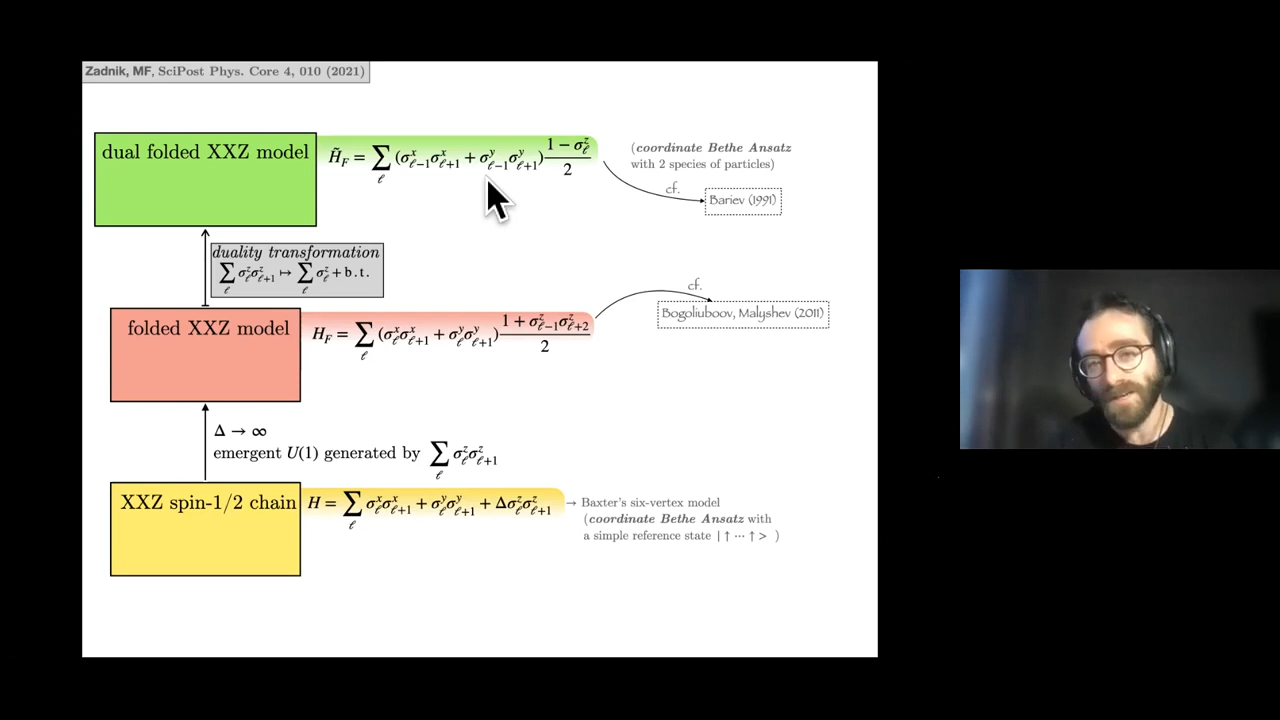 Zadnik, MF, SciPost Phys. Core 4, 010 (2021)
dual folded XXZ model
H̃_F = ∑_ℓ (σ^x_{ℓ−1}σ^x_{ℓ+1} + σ^y_{ℓ−1}σ^y_{ℓ+1}) (1 − σ^z_ℓ)/2
(coordinate Bethe Ansatz
with 2 species of particles)
cf.
Bariev (1991)
duality transformation
∑_ℓ σ^z_ℓσ^z_{ℓ+1} ↦ ∑_ℓ σ^z_ℓ + b.t.
folded XXZ model
H_F = ∑_ℓ (σ^x_ℓσ^x_{ℓ+1} + σ^y_ℓσ^y_{ℓ+1}) (1 + σ^z_{ℓ−1}σ^z_{ℓ+2})/2
cf.
Bogoliuboov, Malyshev (2011)
Δ → ∞
emergent U(1) generated by ∑_ℓ σ^z_ℓσ^z_{ℓ+1}
XXZ spin-1/2 chain
H = ∑_ℓ σ^x_ℓσ^x_{ℓ+1} + σ^y_ℓσ^y_{ℓ+1} + Δσ^z_ℓσ^z_{ℓ+1}
→ Baxter's six-vertex model
(coordinate Bethe Ansatz with
a simple reference state |↑ ⋯ ↑> )